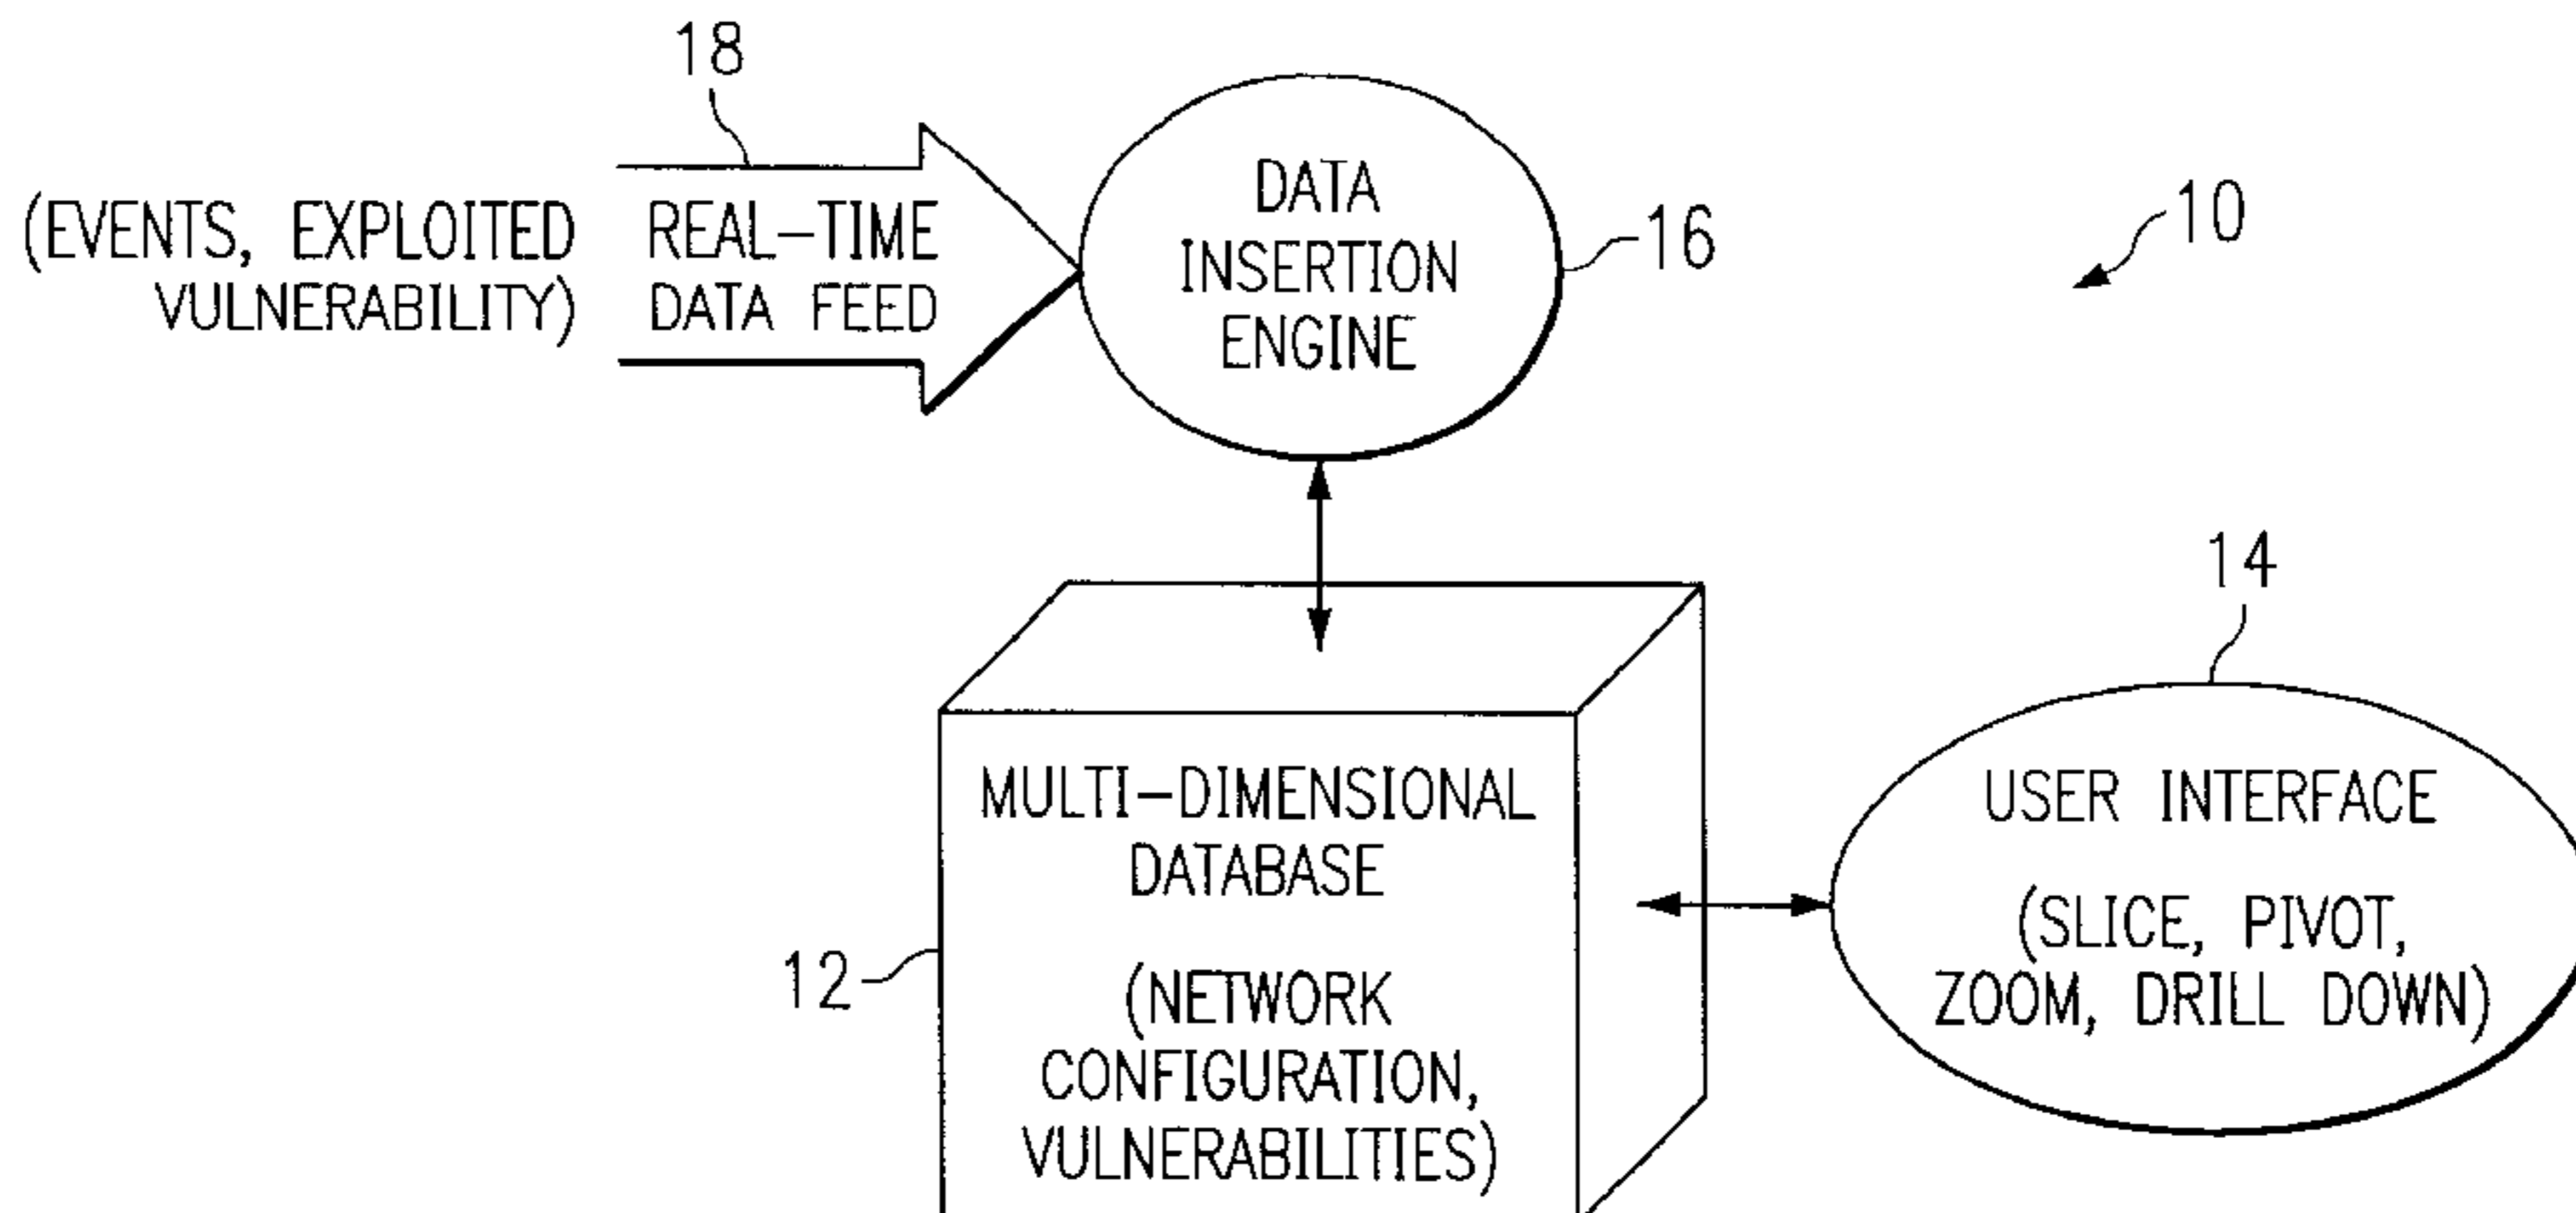 18
(EVENTS, EXPLOITED
VULNERABILITY)
REAL-TIME
DATA FEED
DATA
INSERTION
ENGINE
16
10
14
MULTI-DIMENSIONAL
DATABASE
(NETWORK
CONFIGURATION,
VULNERABILITIES)
12
USER INTERFACE
(SLICE, PIVOT,
ZOOM, DRILL DOWN)